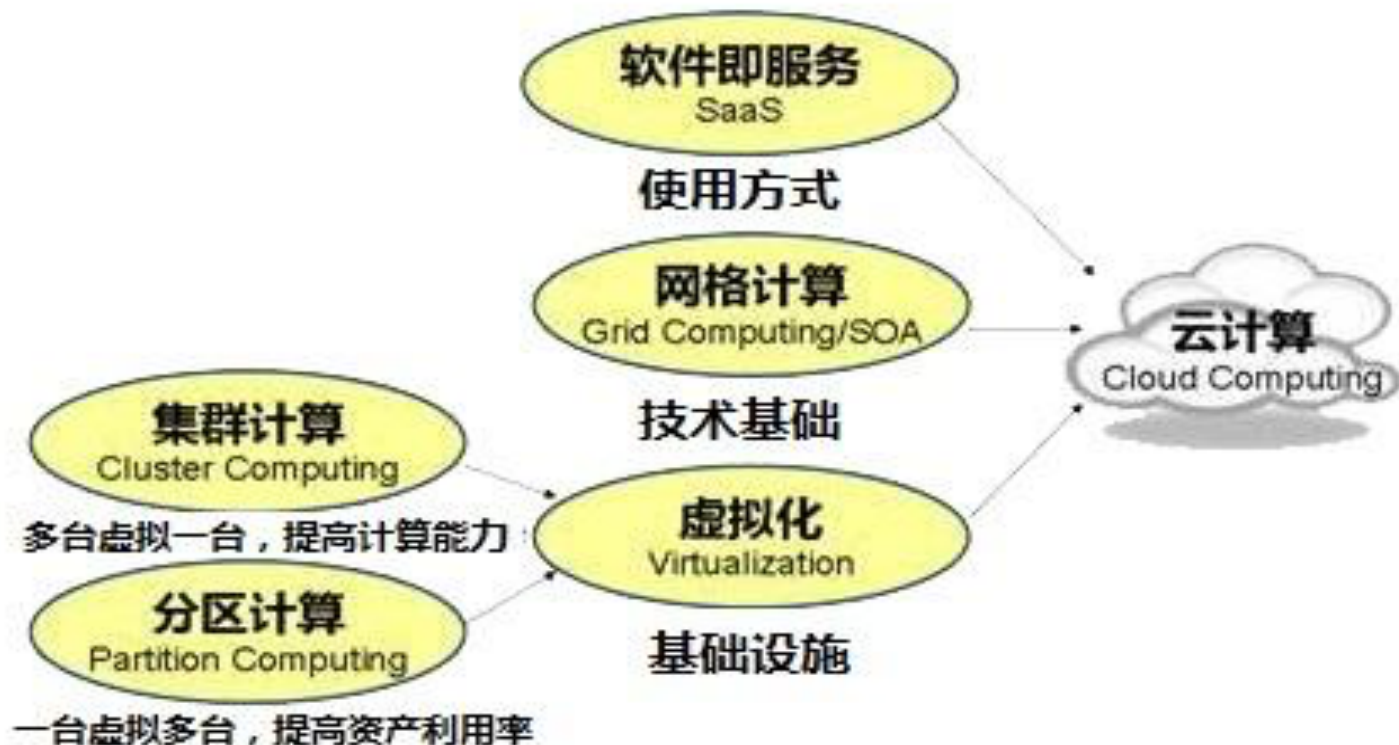 软件即服务
SaaS
使用方式
网格计算
Grid Computing/SOA
技术基础
云计算
Cloud Computing
集群计算
Cluster Computing
多台虚拟一台，提高计算能力
虚拟化
Virtualization
基础设施
分区计算
Partition Computing
一台虚拟多台，提高资产利用率